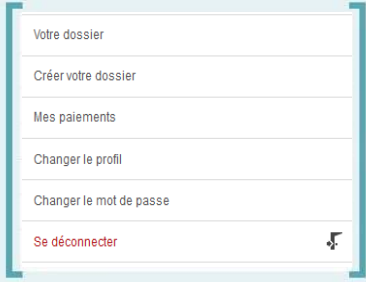 Votre dossier
Créer votre dossier
Mes paiements
Changer le profil
Changer le mot de passe
Se déconnecter